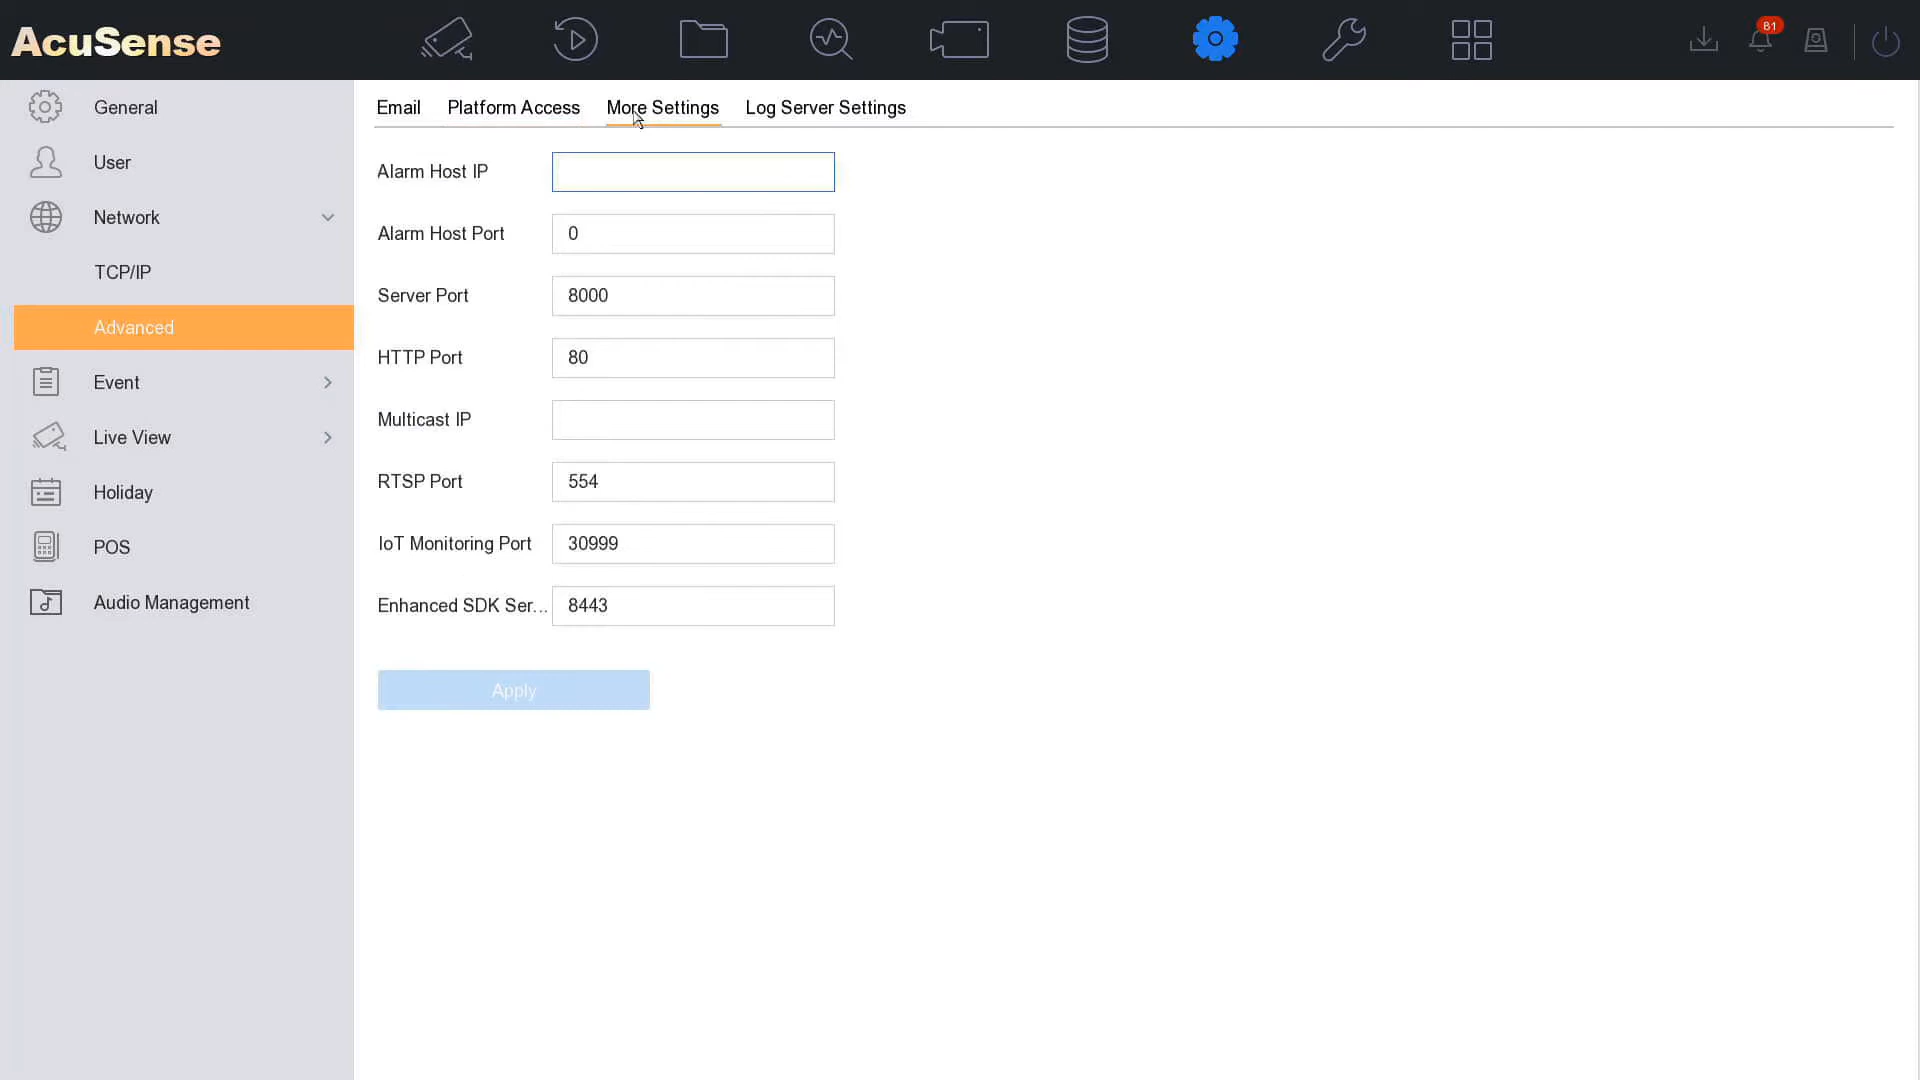 AcuSense
81
General
User
Network
TCP/IP
Advanced
Event
Live View
Holiday
POS
Audio Management
Email Platform Access More Settings Log Server Settings
Alarm Host IP
Alarm Host Port 0
Server Port 8000
HTTP Port 80
Multicast IP
RTSP Port 554
IoT Monitoring Port 30999
Enhanced SDK Ser... 8443
Apply